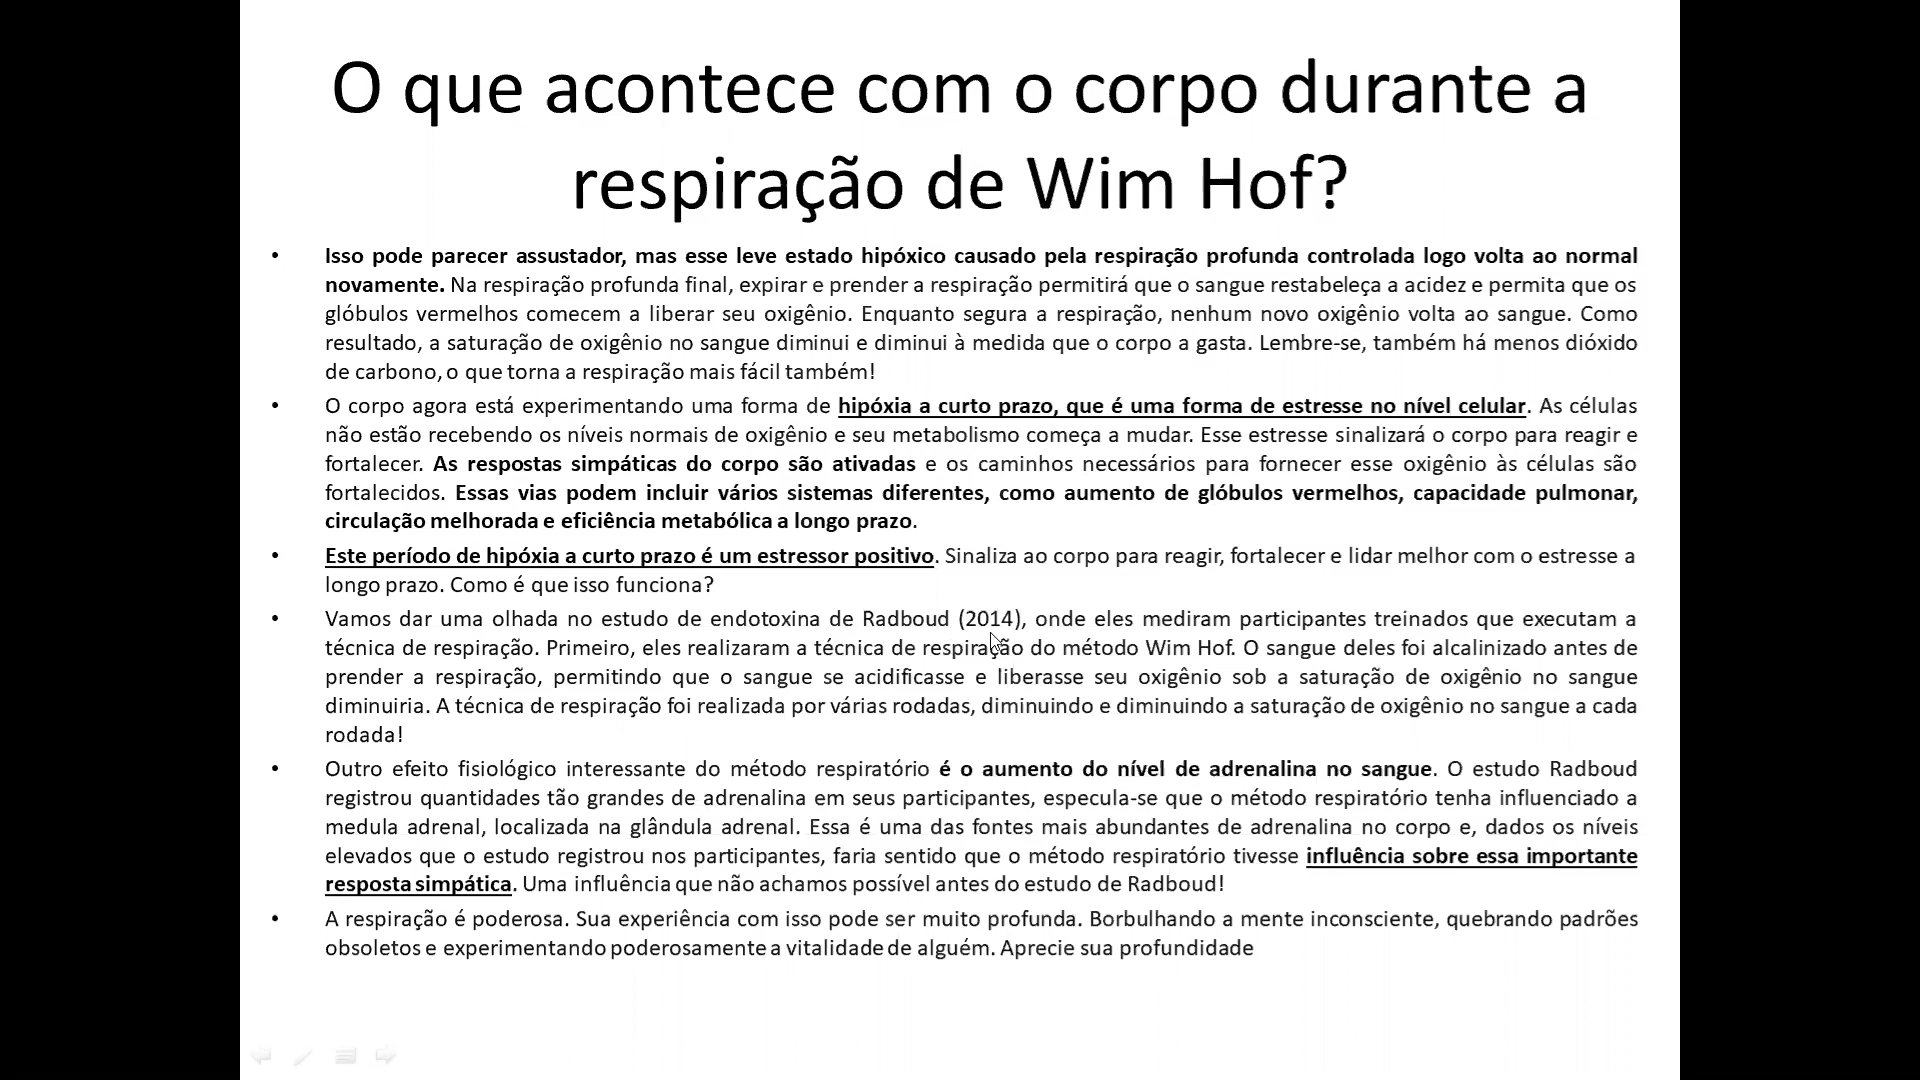 O que acontece com o corpo durante a
respiração de Wim Hof?
• Isso pode parecer assustador, mas esse leve estado hipóxico causado pela respiração profunda controlada logo volta ao normal
novamente. Na respiração profunda final, expirar e prender a respiração permitirá que o sangue restabeleça a acidez e permita que os
glóbulos vermelhos comecem a liberar seu oxigênio. Enquanto segura a respiração, nenhum novo oxigênio volta ao sangue. Como
resultado, a saturação de oxigênio no sangue diminui e diminui à medida que o corpo a gasta. Lembre-se, também há menos dióxido
de carbono, o que torna a respiração mais fácil também!
• O corpo agora está experimentando uma forma de hipóxia a curto prazo, que é uma forma de estresse no nível celular. As células
não estão recebendo os níveis normais de oxigênio e seu metabolismo começa a mudar. Esse estresse sinalizará o corpo para reagir e
fortalecer. As respostas simpáticas do corpo são ativadas e os caminhos necessários para fornecer esse oxigênio às células são
fortalecidos. Essas vias podem incluir vários sistemas diferentes, como aumento de glóbulos vermelhos, capacidade pulmonar,
circulação melhorada e eficiência metabólica a longo prazo.
• Este período de hipóxia a curto prazo é um estressor positivo. Sinaliza ao corpo para reagir, fortalecer e lidar melhor com o estresse a
longo prazo. Como é que isso funciona?
• Vamos dar uma olhada no estudo de endotoxina de Radboud (2014), onde eles mediram participantes treinados que executam a
técnica de respiração. Primeiro, eles realizaram a técnica de respiração do método Wim Hof. O sangue deles foi alcalinizado antes de
prender a respiração, permitindo que o sangue se acidificasse e liberasse seu oxigênio sob a saturação de oxigênio no sangue
diminuiria. A técnica de respiração foi realizada por várias rodadas, diminuindo e diminuindo a saturação de oxigênio no sangue a cada
rodada!
• Outro efeito fisiológico interessante do método respiratório é o aumento do nível de adrenalina no sangue. O estudo Radboud
registrou quantidades tão grandes de adrenalina em seus participantes, especula-se que o método respiratório tenha influenciado a
medula adrenal, localizada na glândula adrenal. Essa é uma das fontes mais abundantes de adrenalina no corpo e, dados os níveis
elevados que o estudo registrou nos participantes, faria sentido que o método respiratório tivesse influência sobre essa importante
resposta simpática. Uma influência que não achamos possível antes do estudo de Radboud!
• A respiração é poderosa. Sua experiência com isso pode ser muito profunda. Borbulhando a mente inconsciente, quebrando padrões
obsoletos e experimentando poderosamente a vitalidade de alguém. Aprecie sua profundidade